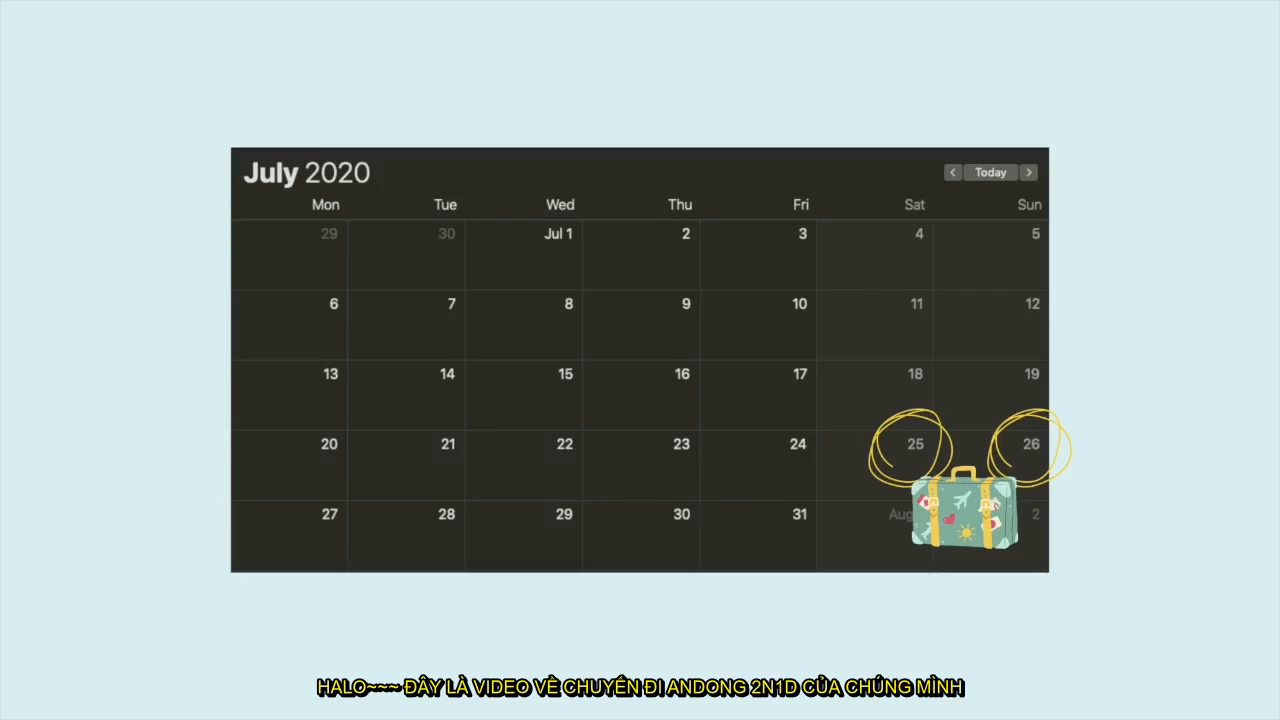 July 2020
< Today >
Mon Tue Wed Thu Fri Sat Sun
29 30 Jul 1 2 3 4 5
6 7 8 9 10 11 12
13 14 15 16 17 18 19
20 21 22 23 24 25 26
27 28 29 30 31 Aug 2
HALO~~~ ĐÂY LÀ VIDEO VỀ CHUYẾN ĐI ANDONG 2N1D CỦA CHÚNG MÌNH